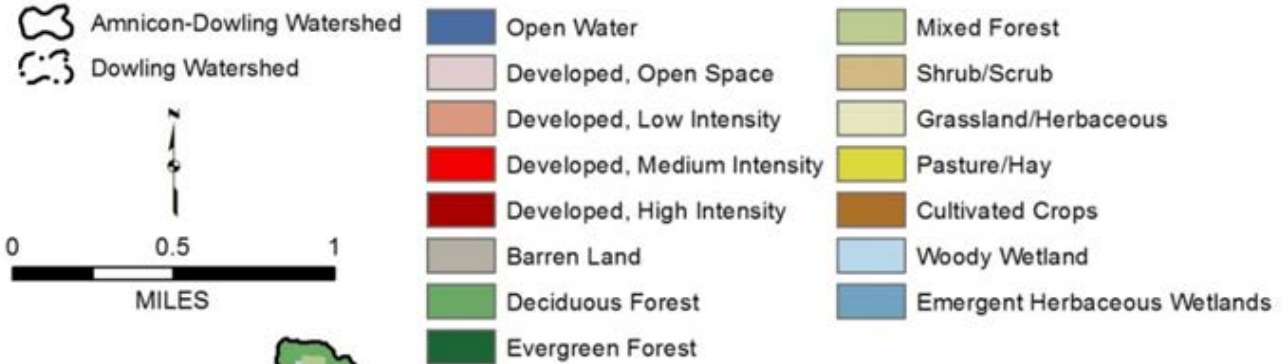 Amnicon-Dowling Watershed
Dowling Watershed
N
0 0.5 1
MILES
Open Water
Developed, Open Space
Developed, Low Intensity
Developed, Medium Intensity
Developed, High Intensity
Barren Land
Deciduous Forest
Evergreen Forest
Mixed Forest
Shrub/Scrub
Grassland/Herbaceous
Pasture/Hay
Cultivated Crops
Woody Wetland
Emergent Herbaceous Wetlands